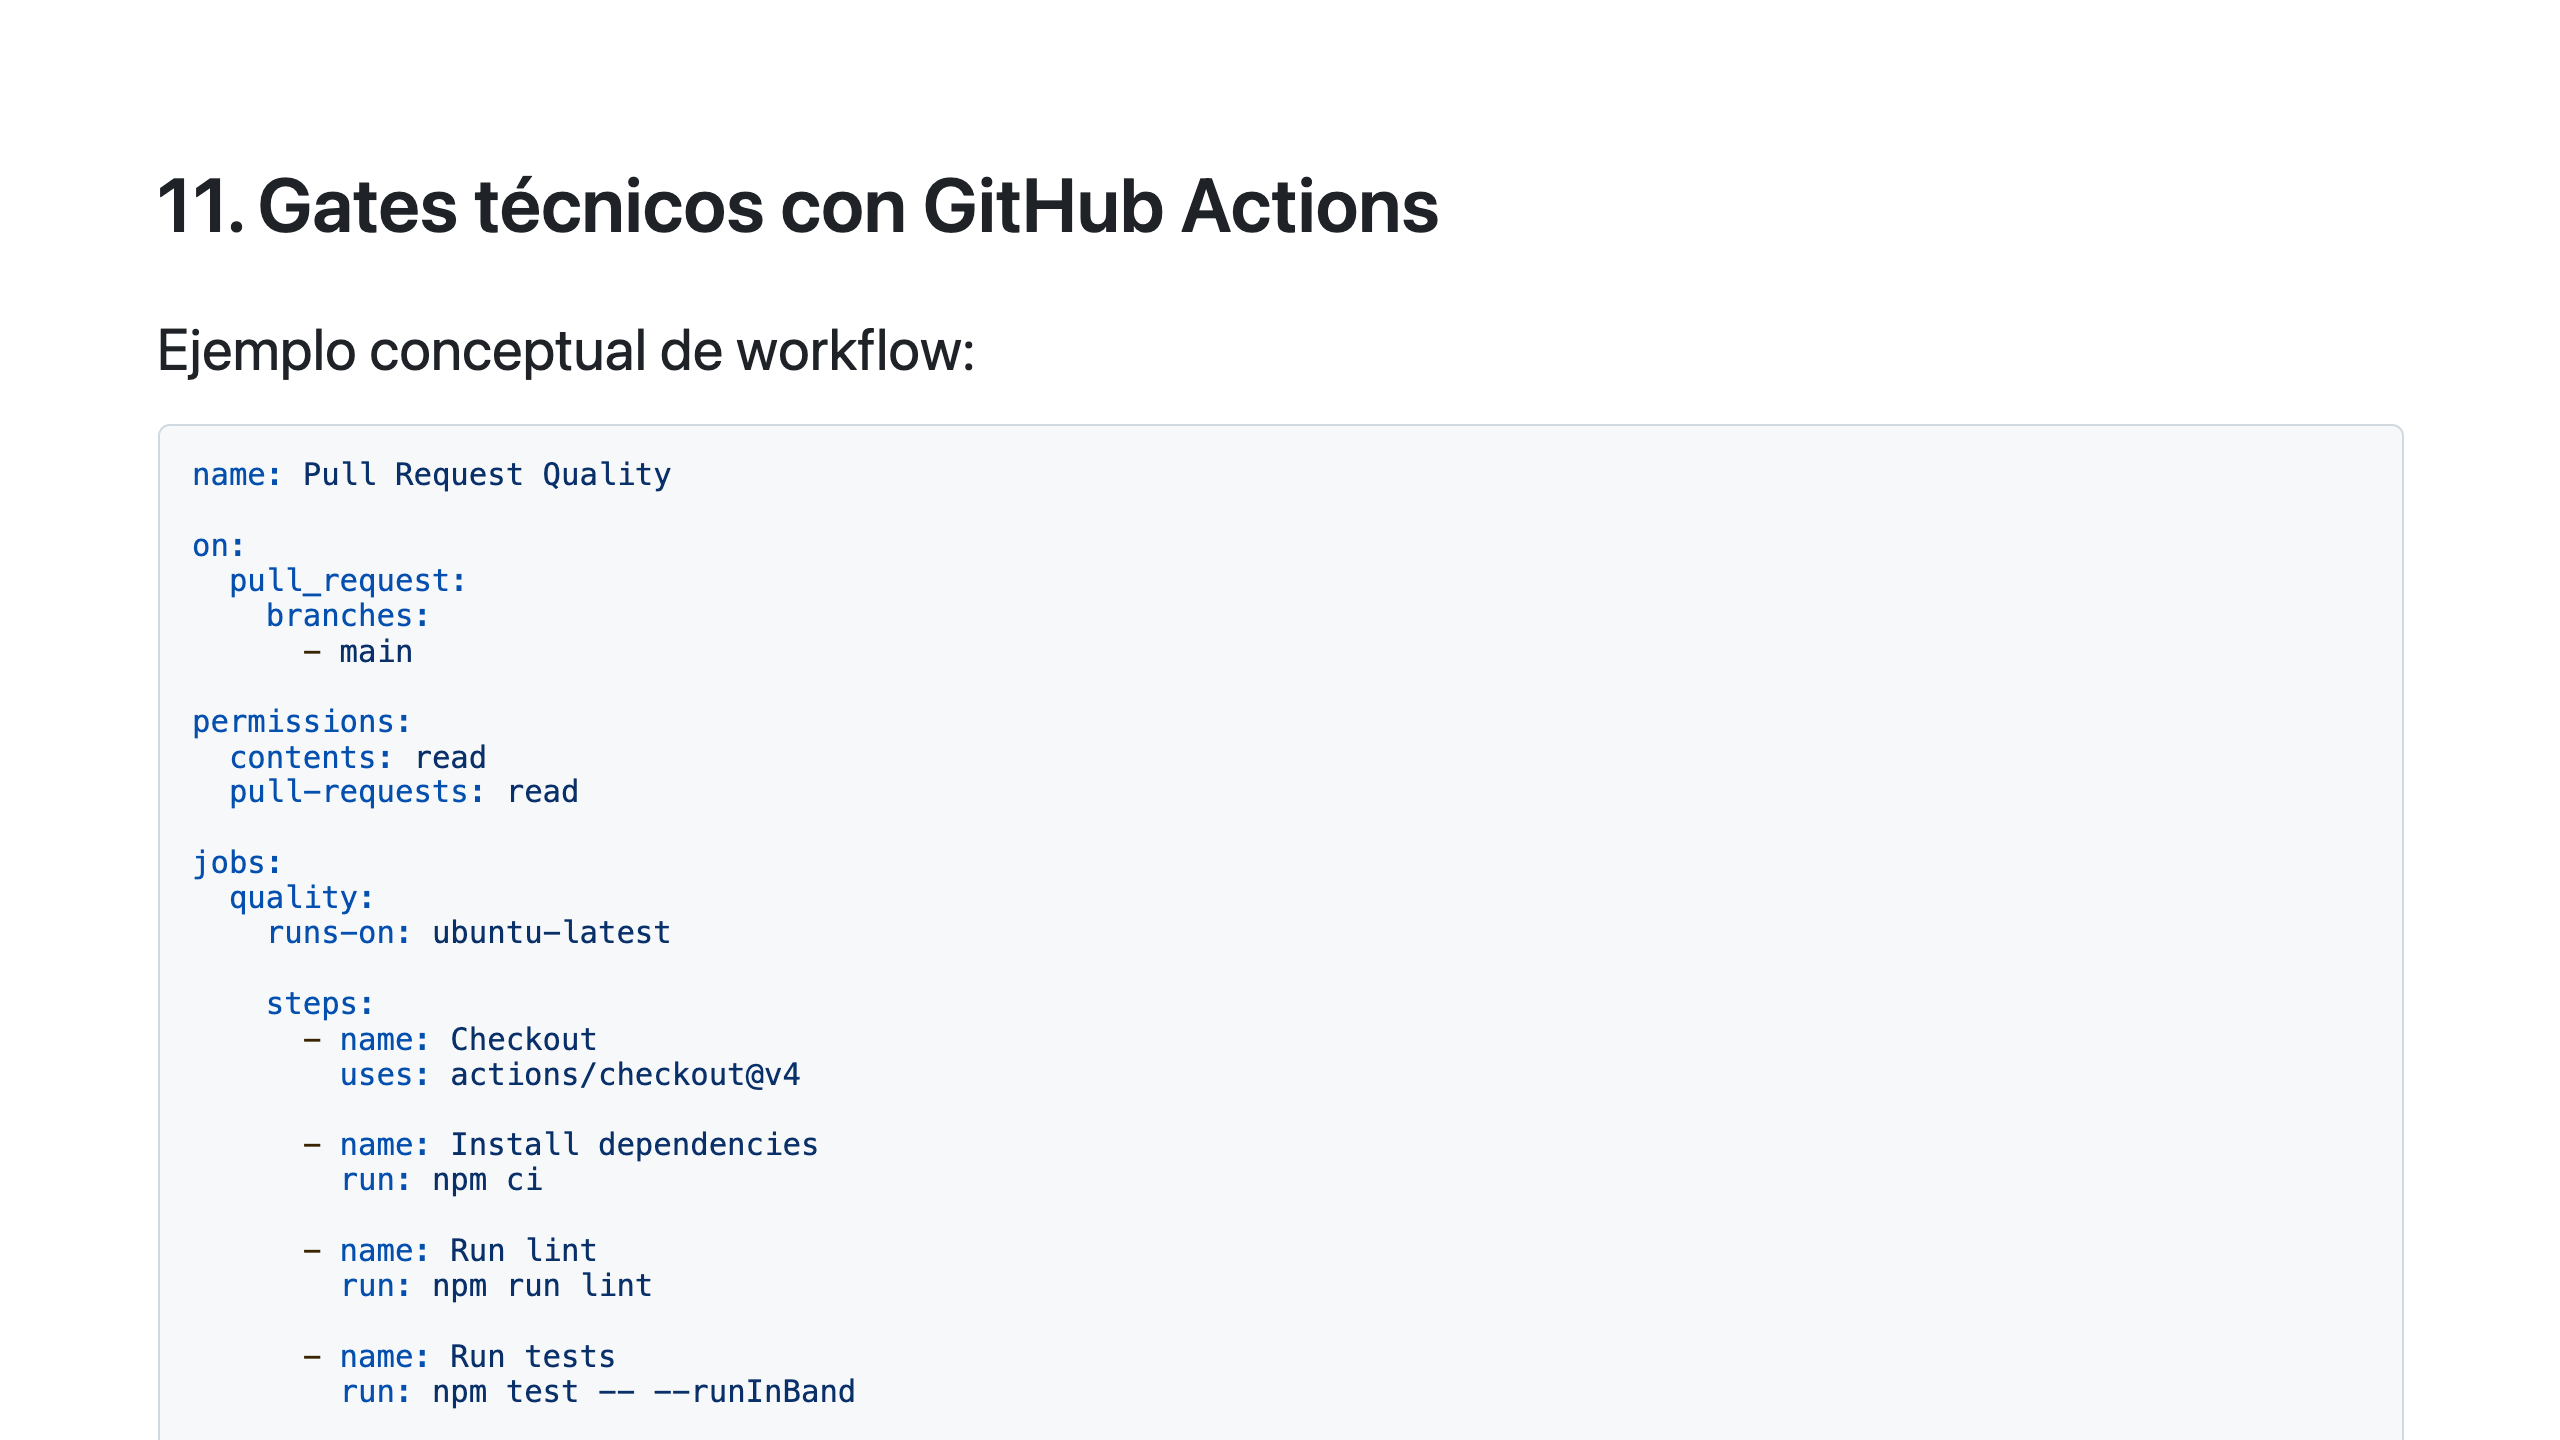 11. Gates técnicos con GitHub Actions
Ejemplo conceptual de workflow:
name: Pull Request Quality

on:
  pull_request:
    branches:
      - main

permissions:
  contents: read
  pull-requests: read

jobs:
  quality:
    runs-on: ubuntu-latest

    steps:
      - name: Checkout
        uses: actions/checkout@v4

      - name: Install dependencies
        run: npm ci

      - name: Run lint
        run: npm run lint

      - name: Run tests
        run: npm test -- --runInBand